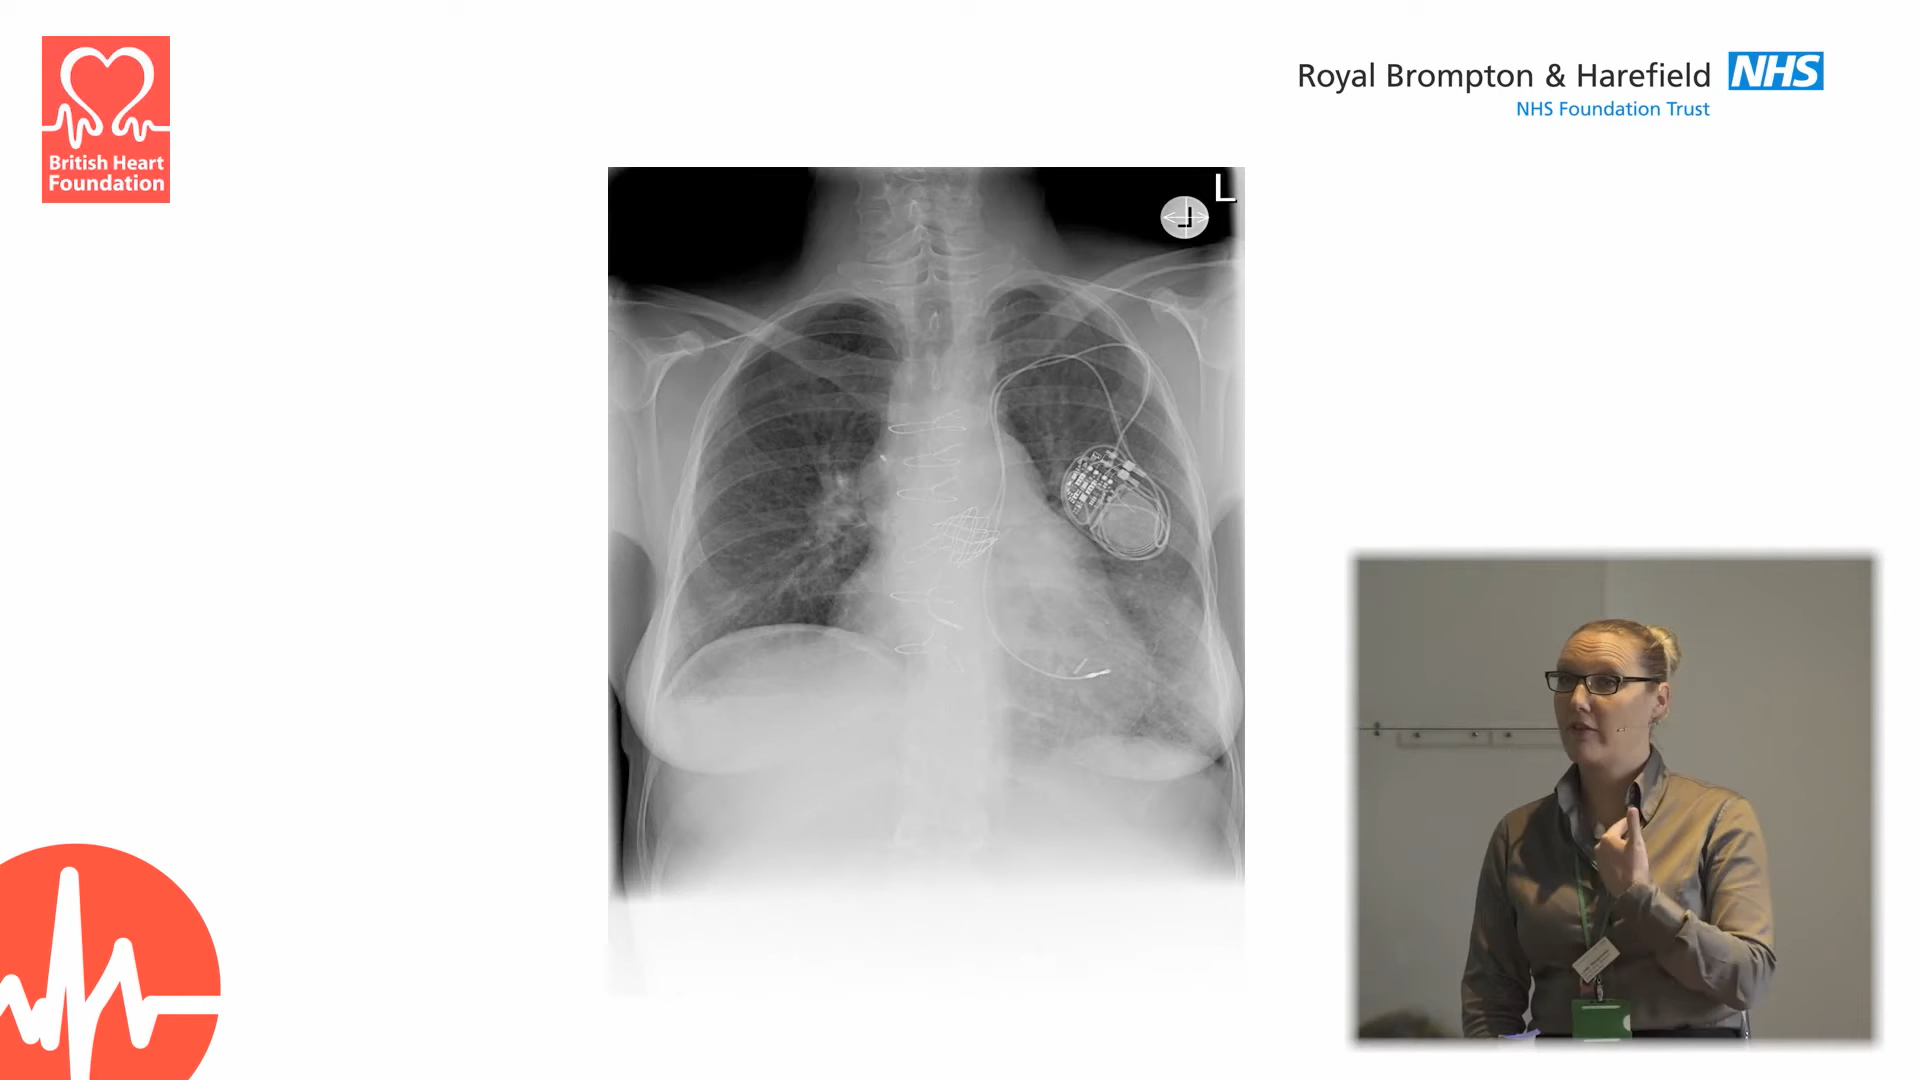 British Heart
Foundation
Royal Brompton & Harefield NHS
NHS Foundation Trust
L
L